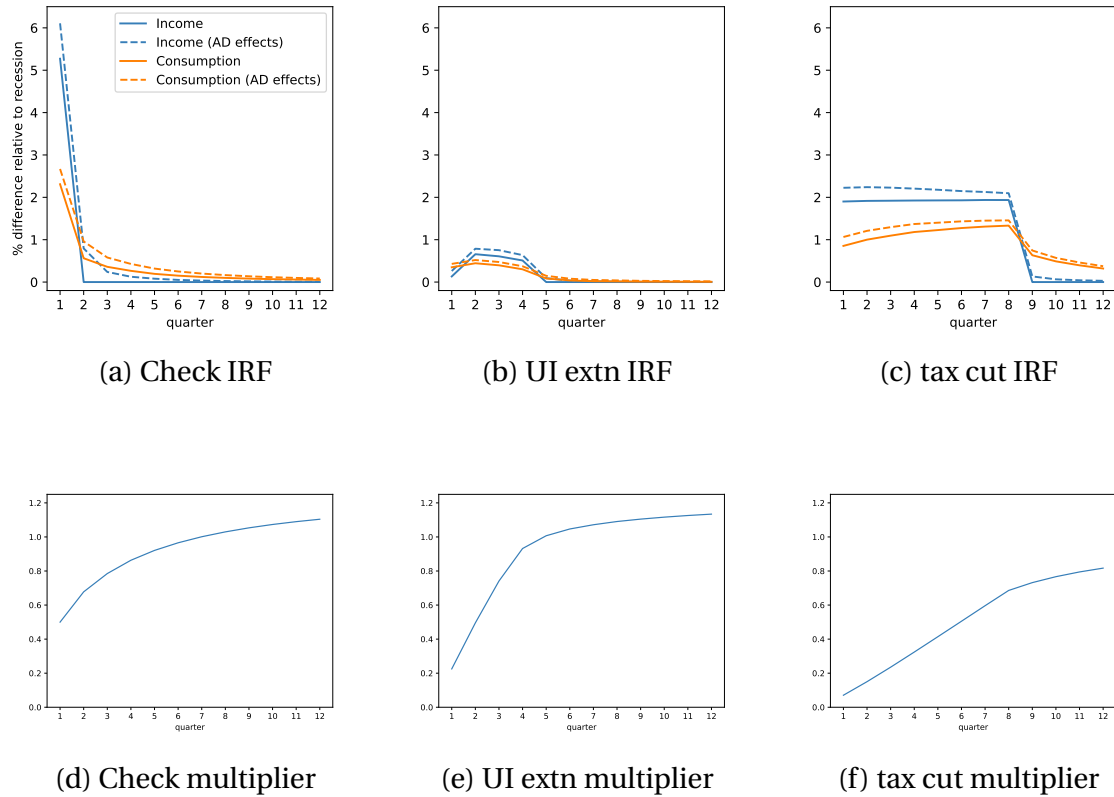 % difference relative to recession
6
5
4
3
2
1
0
Income
Income (AD effects)
Consumption
Consumption (AD effects)
1 2 3 4 5 6 7 8 9 10 11 12
quarter
(a) Check IRF
6
5
4
3
2
1
0
1 2 3 4 5 6 7 8 9 10 11 12
quarter
(b) UI extn IRF
6
5
4
3
2
1
0
1 2 3 4 5 6 7 8 9 10 11 12
quarter
(c) tax cut IRF
1.2
1.0
0.8
0.6
0.4
0.2
0.0
1 2 3 4 5 6 7 8 9 10 11 12
quarter
(d) Check multiplier
1.2
1.0
0.8
0.6
0.4
0.2
0.0
1 2 3 4 5 6 7 8 9 10 11 12
quarter
(e) UI extn multiplier
1.2
1.0
0.8
0.6
0.4
0.2
0.0
1 2 3 4 5 6 7 8 9 10 11 12
quarter
(f) tax cut multiplier